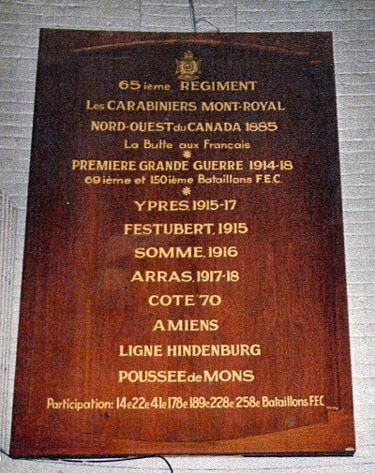 65ième REGIMENT
Les CARABINIERS MONT-ROYAL
NORD-OUEST du CANADA 1885
La Butte aux Français
PREMIERE GRANDE GUERRE 1914-18
69ième et 150ième Bataillons F.E.C.
YPRES, 1915-17
FESTUBERT, 1915
SOMME, 1916
ARRAS, 1917-18
COTE 70
AMIENS
LIGNE HINDENBURG
POUSSEE de MONS
Participation: 14e 22e 41e 178e 189e 228e 258e Bataillons F.E.C.